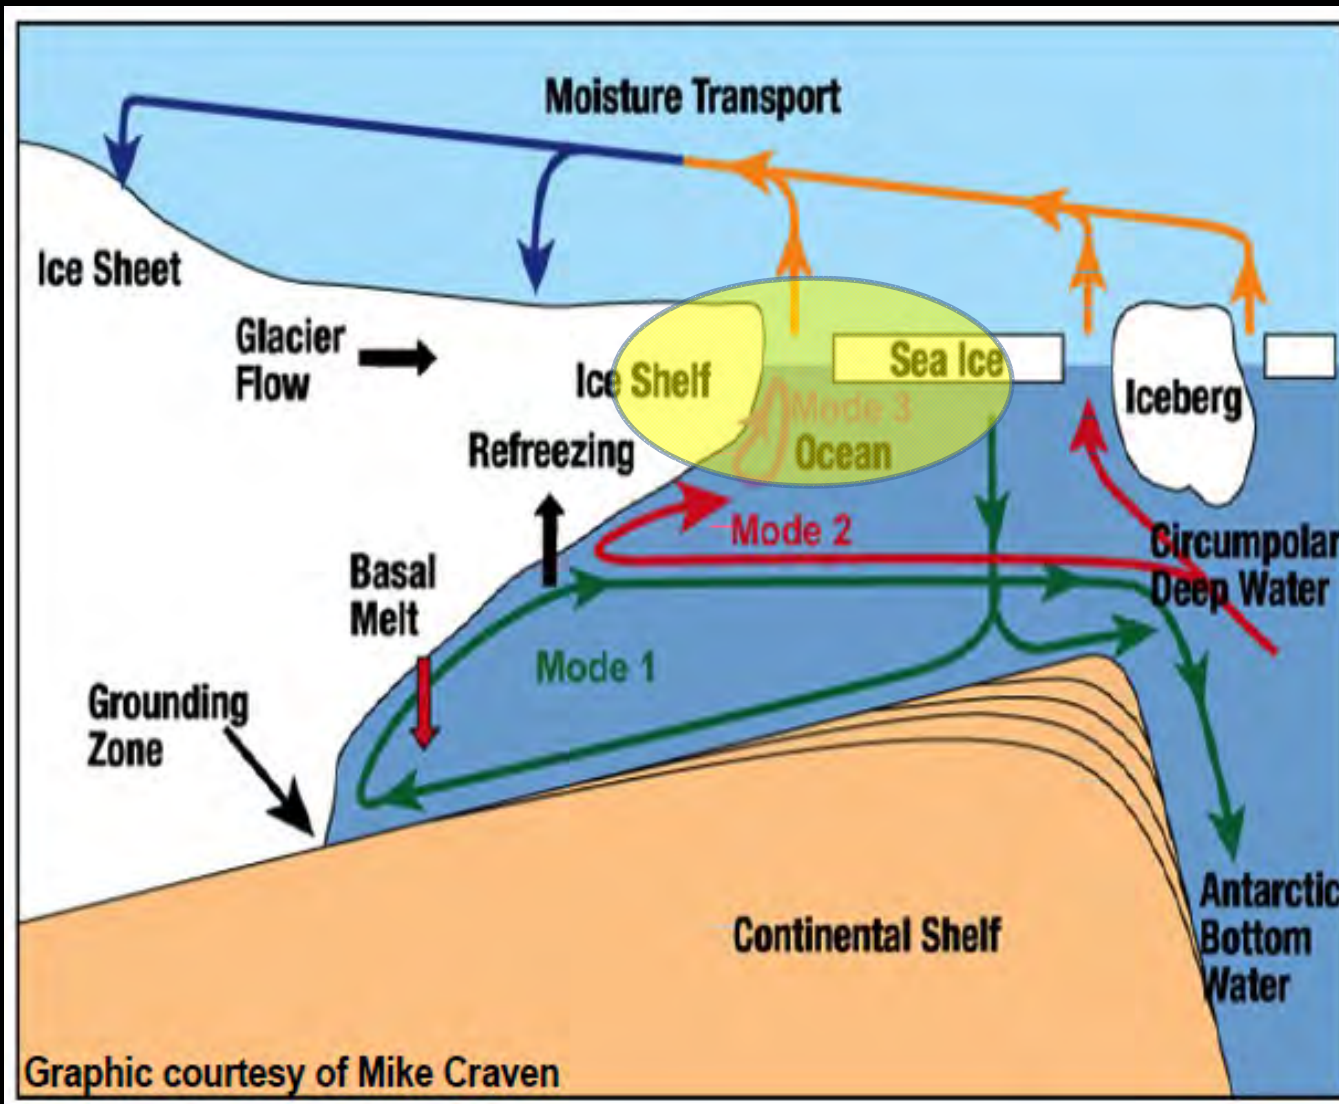 Moisture Transport
Ice Sheet
Glacier
Flow
Ice Shelf
Sea Ice
Iceberg
Mode 3
Ocean
Refreezing
Mode 2
Circumpolar
Deep Water
Basal
Melt
Mode 1
Grounding
Zone
Antarctic
Bottom
Water
Continental Shelf
Graphic courtesy of Mike Craven